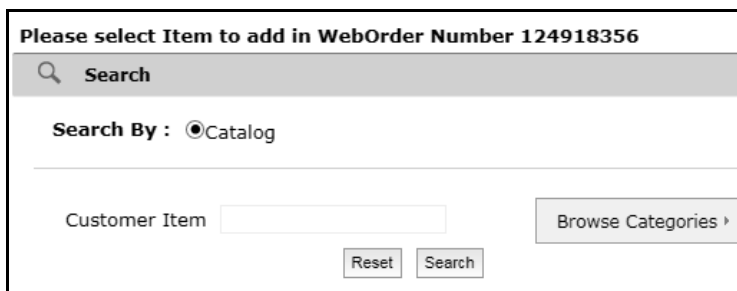 Please select Item to add in WebOrder Number 124918356
Search
Search By : Catalog
Customer Item
Browse Categories
Reset Search